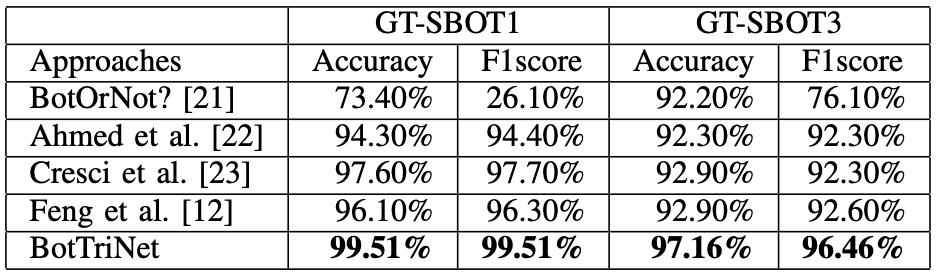 GT-SBOT1 GT-SBOT3
Approaches Accuracy F1score Accuracy F1score
BotOrNot? [21] 73.40% 26.10% 92.20% 76.10%
Ahmed et al. [22] 94.30% 94.40% 92.30% 92.30%
Cresci et al. [23] 97.60% 97.70% 92.90% 92.30%
Feng et al. [12] 96.10% 96.30% 92.90% 92.60%
BotTriNet 99.51% 99.51% 97.16% 96.46%